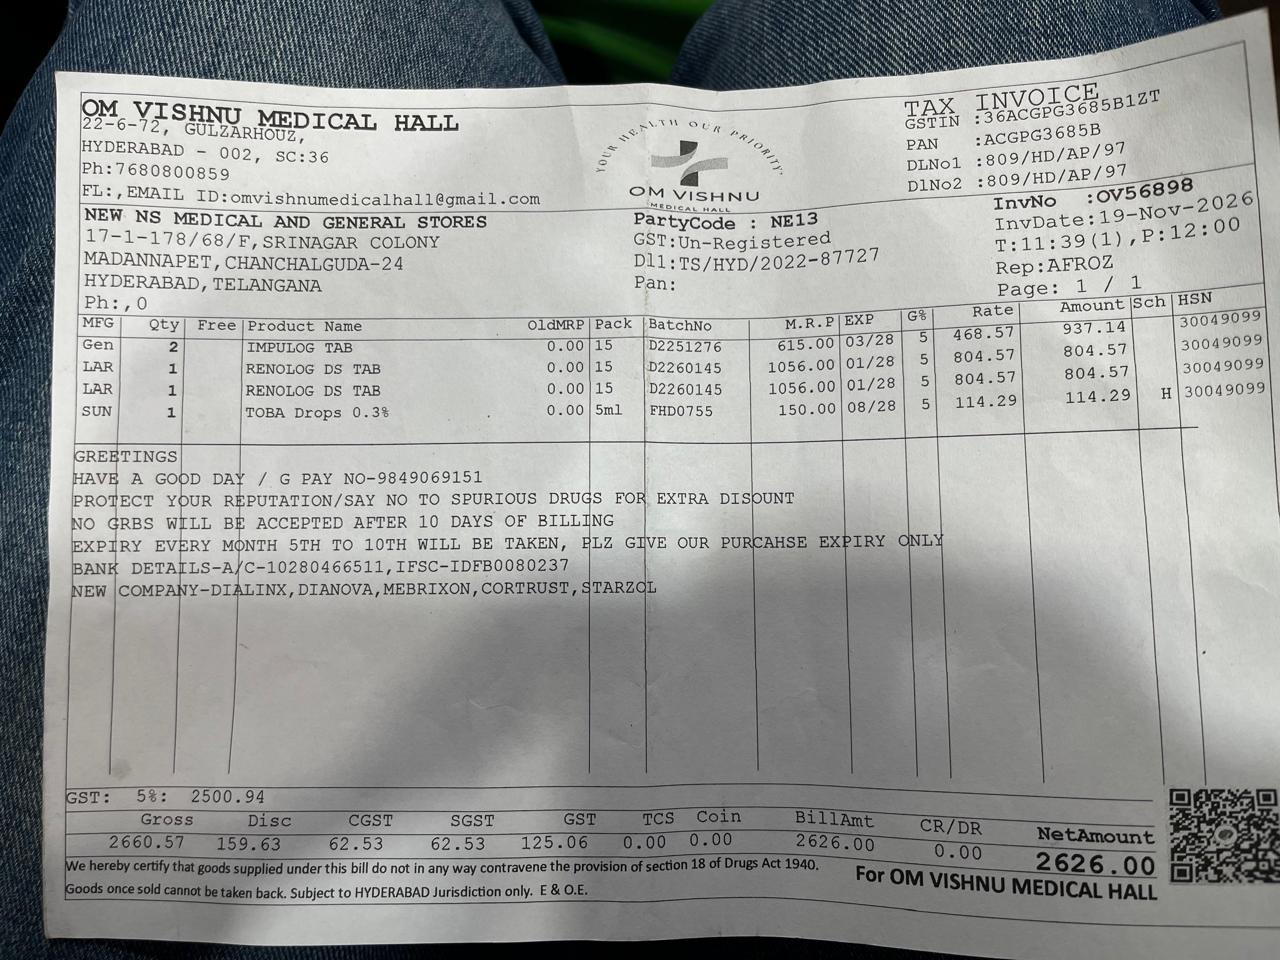 OM VISHNU MEDICAL HALL
22-6-72, GULZARHOUZ,
HYDERABAD - 002, SC:36
Ph:7680800859
FL:,EMAIL ID:omvishnumedicalhall@gmail.com
YOUR HEALTH OUR PRIORITY
OM VISHNU
MEDICAL HALL
TAX INVOICE
GSTIN :36ACGPG3685B1ZT
PAN :ACGPG3685B
DLNo1 :809/HD/AP/97
DlNo2 :809/HD/AP/97
NEW NS MEDICAL AND GENERAL STORES
17-1-178/68/F,SRINAGAR COLONY
MADANNAPET,CHANCHALGUDA-24
HYDERABAD,TELANGANA
Ph:,0
PartyCode : NE13
GST:Un-Registered
Dl1:TS/HYD/2022-87727
Pan:
InvNo :OV56898
InvDate:19-Nov-2026
T:11:39(1),P:12:00
Rep:AFROZ
Page: 1 / 1
MFG Qty Free Product Name OldMRP Pack BatchNo M.R.P EXP G% Rate Amount Sch HSN
Gen 2 IMPULOG TAB 0.00 15 D2251276 615.00 03/28 5 468.57 937.14 30049099
LAR 1 RENOLOG DS TAB 0.00 15 D2260145 1056.00 01/28 5 804.57 804.57 30049099
LAR 1 RENOLOG DS TAB 0.00 15 D2260145 1056.00 01/28 5 804.57 804.57 30049099
SUN 1 TOBA Drops 0.3% 0.00 5ml FHD0755 150.00 08/28 5 114.29 114.29 H 30049099
GREETINGS
HAVE A GOOD DAY / G PAY NO-9849069151
PROTECT YOUR REPUTATION/SAY NO TO SPURIOUS DRUGS FOR EXTRA DISOUNT
NO GRBS WILL BE ACCEPTED AFTER 10 DAYS OF BILLING
EXPIRY EVERY MONTH 5TH TO 10TH WILL BE TAKEN, PLZ GIVE OUR PURCAHSE EXPIRY ONLY
BANK DETAILS-A/C-10280466511,IFSC-IDFB0080237
NEW COMPANY-DIALINX,DIANOVA,MEBRIXON,CORTRUST,STARZOL
GST: 5%: 2500.94
Gross Disc CGST SGST GST TCS Coin BillAmt CR/DR NetAmount
2660.57 159.63 62.53 62.53 125.06 0.00 0.00 2626.00 0.00 2626.00
We hereby certify that goods supplied under this bill do not in any way contravene the provision of section 18 of Drugs Act 1940.
Goods once sold cannot be taken back. Subject to HYDERABAD Jurisdiction only. E & O.E.
For OM VISHNU MEDICAL HALL